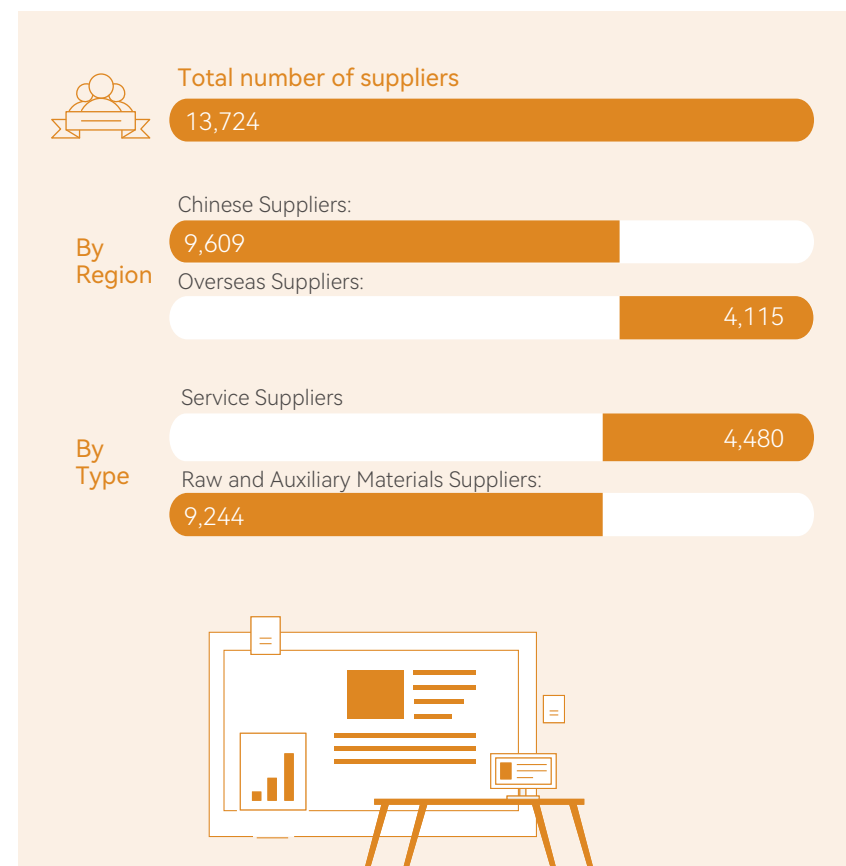 Total number of suppliers
13,724
By
Region
Chinese Suppliers:
9,609
Overseas Suppliers:
4,115
By
Type
Service Suppliers
4,480
Raw and Auxiliary Materials Suppliers:
9,244